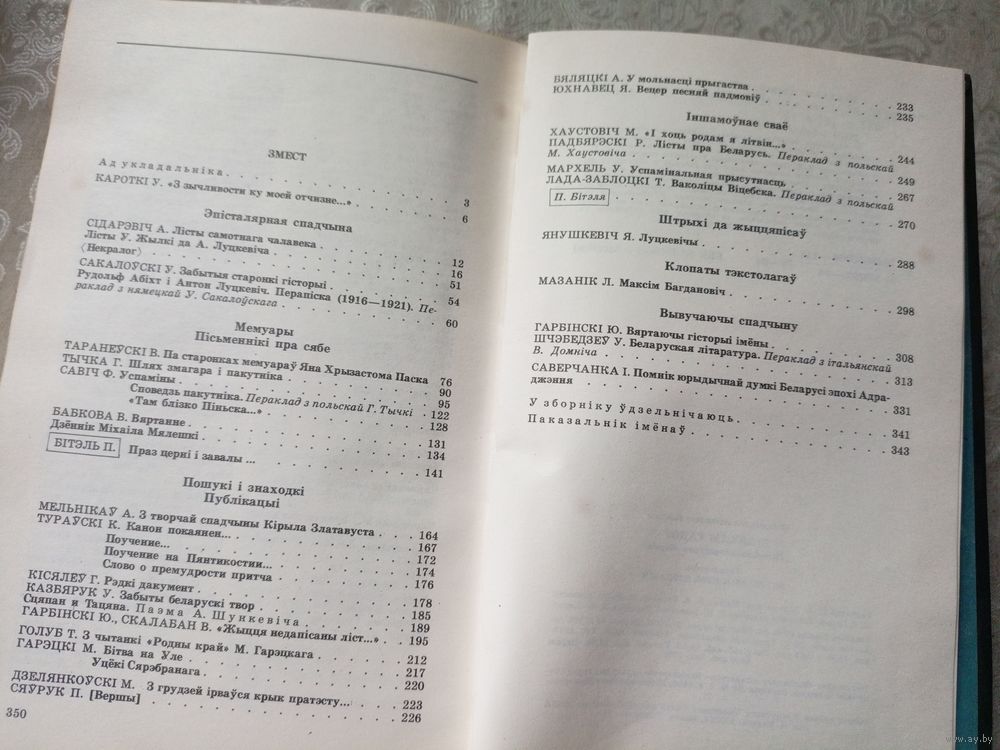 ЗМЕСТ
Ад укладальніка . . . 3
КАРОТКІ У. «З зычливости ку моей отчизне...» . . . 6
Эпісталярная спадчына
СІДАРЭВІЧ А. Лісты самотнага чалавека . . . 12
Лісты У. Жылкі да А. Луцкевіча . . . 16
⟨Некралог⟩ . . . 51
САКАЛОЎСКІ У. Забытыя старонкі гісторыі . . . 54
Рудольф Абіхт і Антон Луцкевіч. Перапіска (1916—1921). Пе-
раклад з нямецкай У. Сакалоўскага . . . 60
Мемуары
Пісьменнікі пра сябе
ТАРАНЕЎСКІ В. Па старонках мемуараў Яна Хрызастома Паска 76
ТЫЧКА Г. Шлях змагара і пакутніка . . . 90
САВІЧ Ф. Успаміны . . . 95
Споведзь пакутніка. Пераклад з польскай Г. Тычкі . 122
«Там блізко Піньска...» . . . 128
БАБКОВА В. Вяртанне . . . 131
Дзённік Міхаіла Мялешкі . . . 134
БІТЭЛЬ П. Праз церні і завалы ... . . . 141
Пошукі і знаходкі
Публікацыі
МЕЛЬНІКАЎ А. З творчай спадчыны Кірыла Златавуста . . . 164
ТУРАЎСКІ К. Канон покаянен... . . . 167
Поучение... . . . 172
Поучение на Пянтикостии... . . . 174
Слово о премудрости притча . . . 176
КІСЯЛЕЎ Г. Рэдкі дакумент . . . 178
КАЗБЯРУК У. Забыты беларускі твор . . . 185
Сцяпан и Тацяна. Паэма А. Шункевіча . . . 189
ГАРБІНСКІ Ю., СКАЛАБАН В. «Жыцця недапісаны ліст...» . 195
ГОЛУБ Т. З чытанкі «Родны край» М. Гарэцкага . . . 212
ГАРЭЦКІ М. Бітва на Уле . . . 217
Уцёкі Сярэбранага . . . 220
ДЗЕЛЯНКОЎСКІ М. З грудзей ірваўся крык пратэсту... . . . 223
СЯЎРУК П. [Вершы] . . . 226
350
БЯЛЯЦКІ А. У мольнасці прыгаства . . . 233
ЮХНАВЕЦ Я. Вецер песняй падмовіў . . . 235
Іншамоўнае сваё
ХАУСТОВІЧ М. «І хоць родам я літвін...» . . . 244
ПАДБЯРЭСКІ Р. Лісты пра Беларусь. Пераклад з польскай
М. Хаустовіча . . . 249
МАРХЕЛЬ У. Успамінальная прысутнасць . . . 267
ЛАДА-ЗАБЛОЦКІ Т. Ваколіцы Віцебска. Пераклад з польскай
П. Бітэля . . . 270
Штрыхі да жыццяпісаў
ЯНУШКЕВІЧ Я. Луцкевічы . . . 288
Клопаты тэкстолагаў
МАЗАНІК Л. Максім Багдановіч . . . 298
Вывучаючы спадчыну
ГАРБІНСКІ Ю. Вяртаючы гісторыі імёны . . . 308
ШЧЭБЕДЗЕЎ У. Беларуская літаратура. Пераклад з італьянскай
В. Домніча . . . 313
САВЕРЧАНКА І. Помнік юрыдычнай думкі Беларусі эпохі Адра-
джэння . . . 331
У зборніку ўдзельнічаюць . . . 341
Паказальнік імёнаў . . . 343
www.ay.by